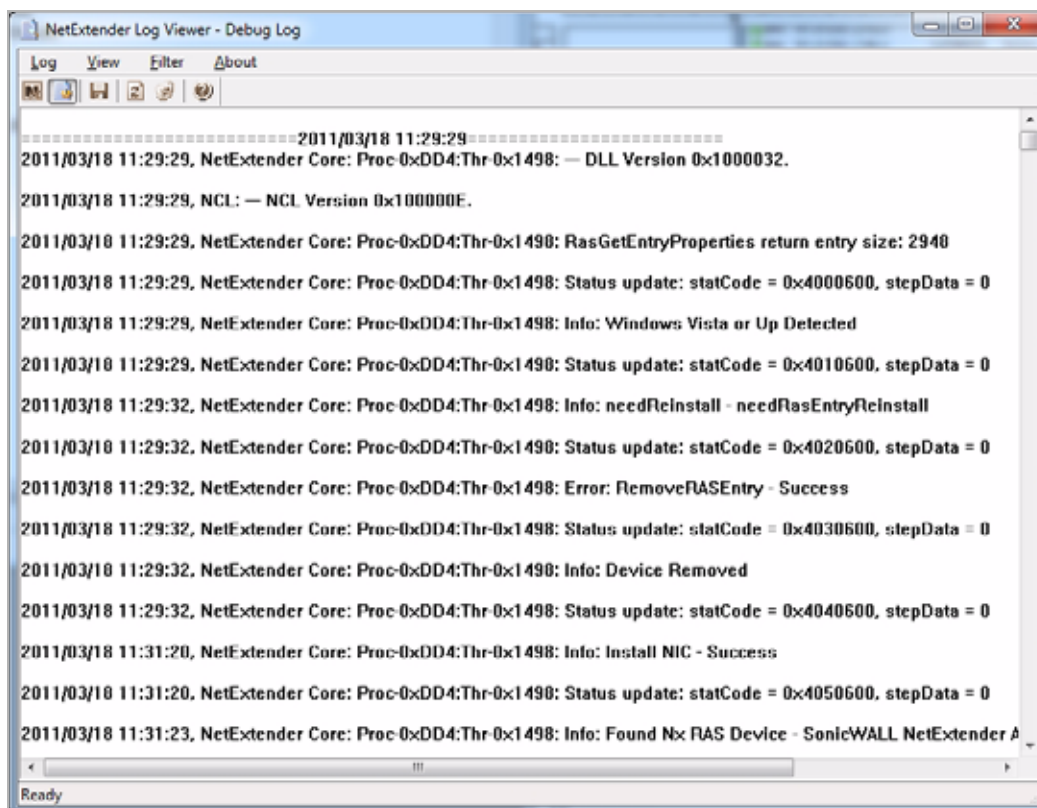 NetExtender Log Viewer - Debug Log
Log View Filter About
===========================2011/03/18 11:29:29=========================
2011/03/18 11:29:29, NetExtender Core: Proc-0xDD4:Thr-0x1498: — DLL Version 0x1000032.
2011/03/18 11:29:29, NCL: — NCL Version 0x100000E.
2011/03/18 11:29:29, NetExtender Core: Proc-0xDD4:Thr-0x1498: RasGetEntryProperties return entry size: 2948
2011/03/18 11:29:29, NetExtender Core: Proc-0xDD4:Thr-0x1498: Status update: statCode = 0x4000600, stepData = 0
2011/03/18 11:29:29, NetExtender Core: Proc-0xDD4:Thr-0x1498: Info: Windows Vista or Up Detected
2011/03/18 11:29:29, NetExtender Core: Proc-0xDD4:Thr-0x1498: Status update: statCode = 0x4010600, stepData = 0
2011/03/18 11:29:32, NetExtender Core: Proc-0xDD4:Thr-0x1498: Info: needReinstall - needRasEntryReinstall
2011/03/18 11:29:32, NetExtender Core: Proc-0xDD4:Thr-0x1498: Status update: statCode = 0x4020600, stepData = 0
2011/03/18 11:29:32, NetExtender Core: Proc-0xDD4:Thr-0x1498: Error: RemoveRASEntry - Success
2011/03/18 11:29:32, NetExtender Core: Proc-0xDD4:Thr-0x1498: Status update: statCode = 0x4030600, stepData = 0
2011/03/18 11:29:32, NetExtender Core: Proc-0xDD4:Thr-0x1498: Info: Device Removed
2011/03/18 11:29:32, NetExtender Core: Proc-0xDD4:Thr-0x1498: Status update: statCode = 0x4040600, stepData = 0
2011/03/18 11:31:20, NetExtender Core: Proc-0xDD4:Thr-0x1498: Info: Install NIC - Success
2011/03/18 11:31:20, NetExtender Core: Proc-0xDD4:Thr-0x1498: Status update: statCode = 0x4050600, stepData = 0
2011/03/18 11:31:23, NetExtender Core: Proc-0xDD4:Thr-0x1498: Info: Found Nx RAS Device - SonicWALL NetExtender A
Ready